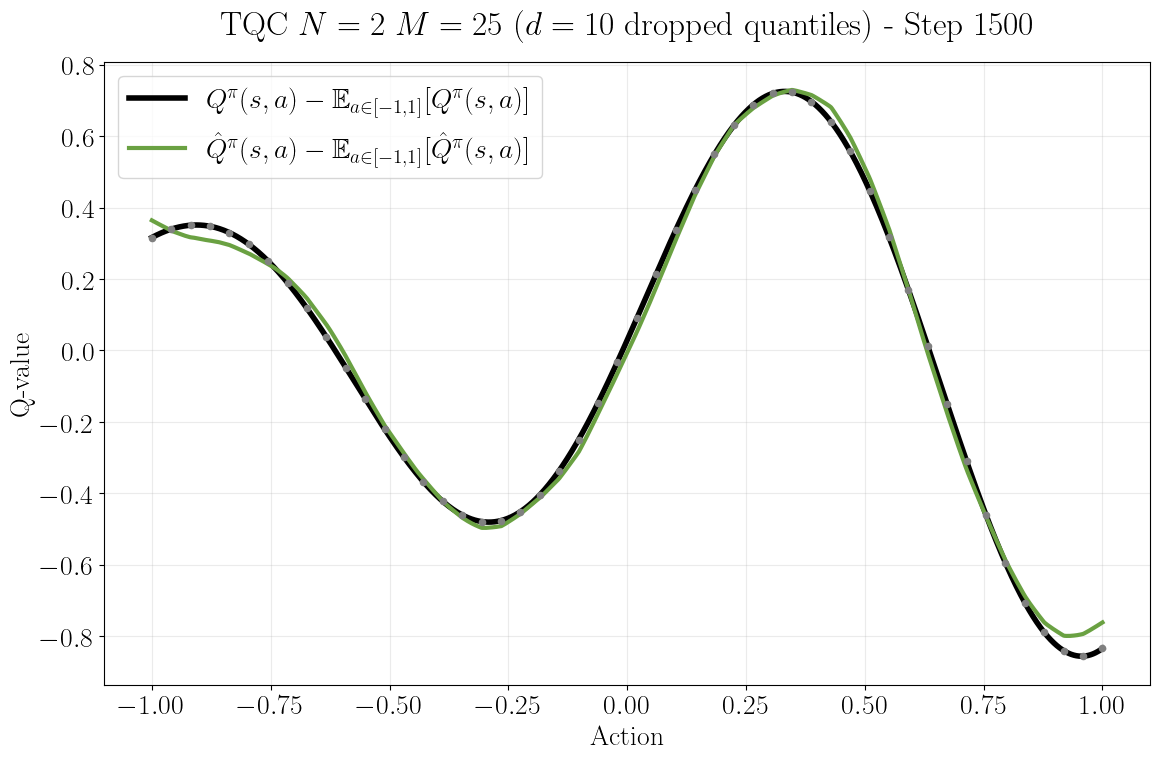 TQC N = 2 M = 25 (d = 10 dropped quantiles) - Step 1500
Q^π(s, a) − 𝔼_{a∈[−1,1]}[Q^π(s, a)]
Q̂^π(s, a) − 𝔼_{a∈[−1,1]}[Q̂^π(s, a)]
0.8
0.6
0.4
0.2
0.0
−0.2
−0.4
−0.6
−0.8
Q-value
−1.00 −0.75 −0.50 −0.25 0.00 0.25 0.50 0.75 1.00
Action